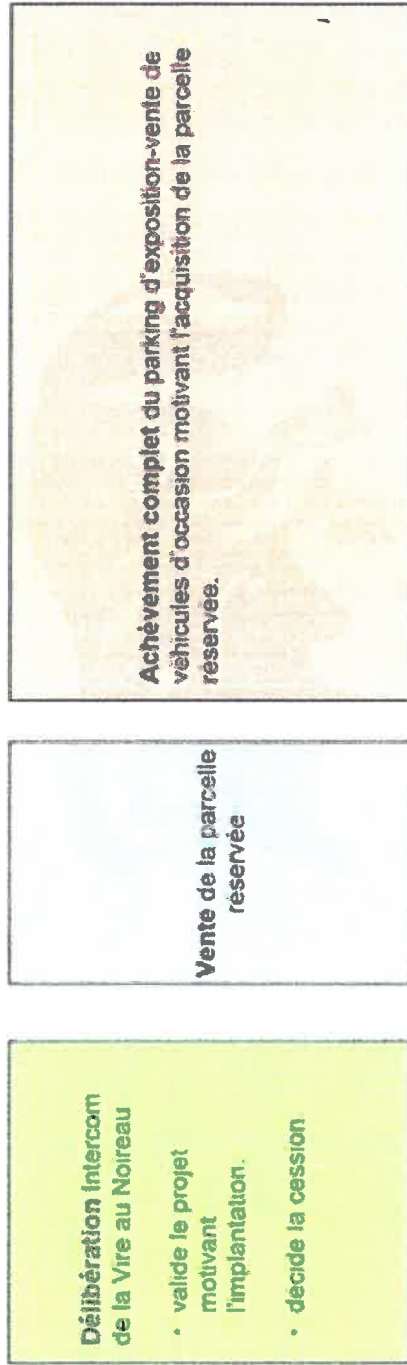 Délibération Intercom
de la Vire au Noireau
• valide le projet
motivant
l'implantation.
• décide la cession
Vente de la parcelle
réservée
Achèvement complet du parking d'exposition-vente de
véhicules d'occasion motivant l'acquisition de la parcelle
réservée.